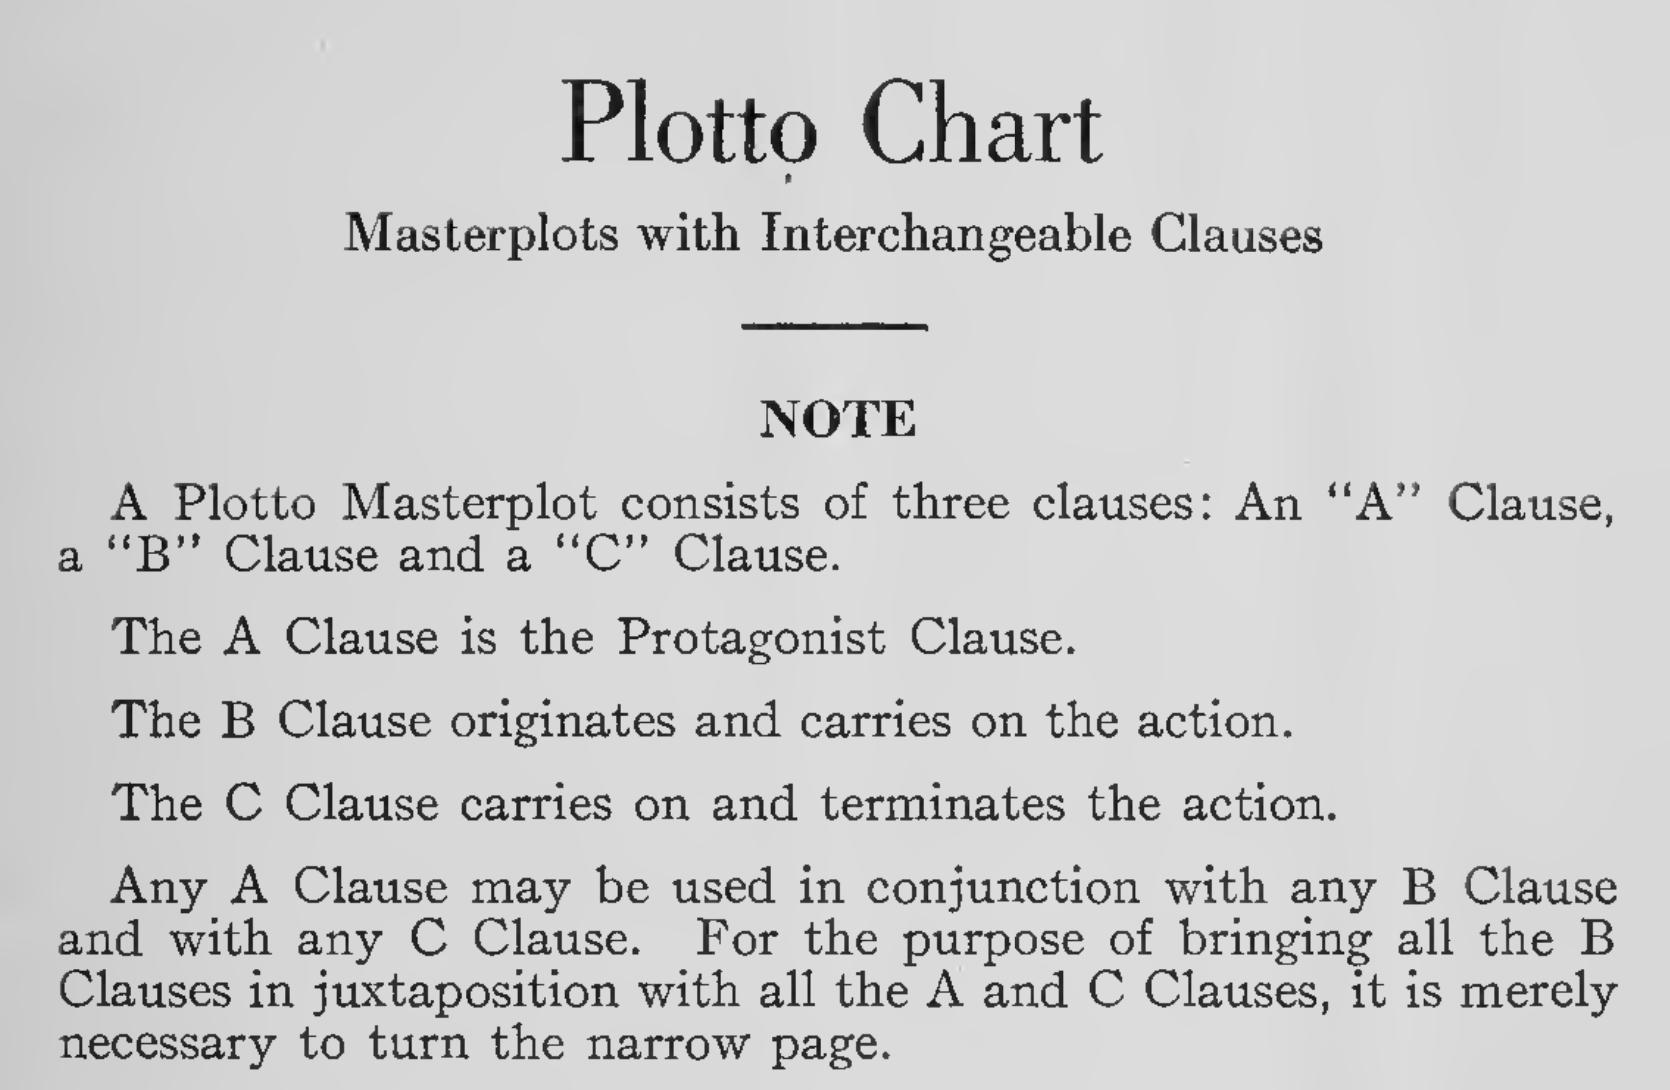 Plotto Chart
Masterplots with Interchangeable Clauses
NOTE
A Plotto Masterplot consists of three clauses: An “A” Clause,
a “B” Clause and a “C” Clause.
The A Clause is the Protagonist Clause.
The B Clause originates and carries on the action.
The C Clause carries on and terminates the action.
Any A Clause may be used in conjunction with any B Clause
and with any C Clause. For the purpose of bringing all the B
Clauses in juxtaposition with all the A and C Clauses, it is merely
necessary to turn the narrow page.